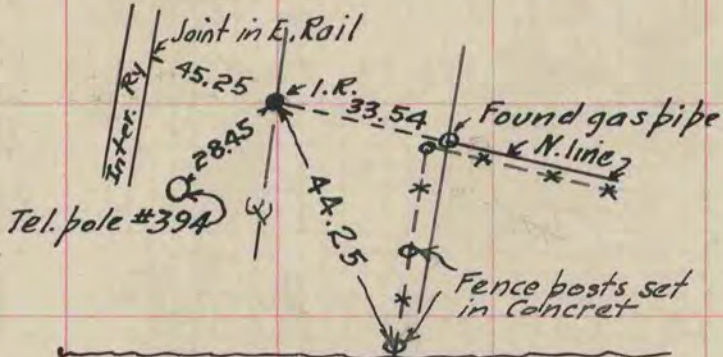 Joint in E. Rail
Inter. Ry
45.25
I.R.
33.54
Found gas pipe
N. line
28.45
Tel. pole #394
℄
44.25
Fence posts set
in Concret